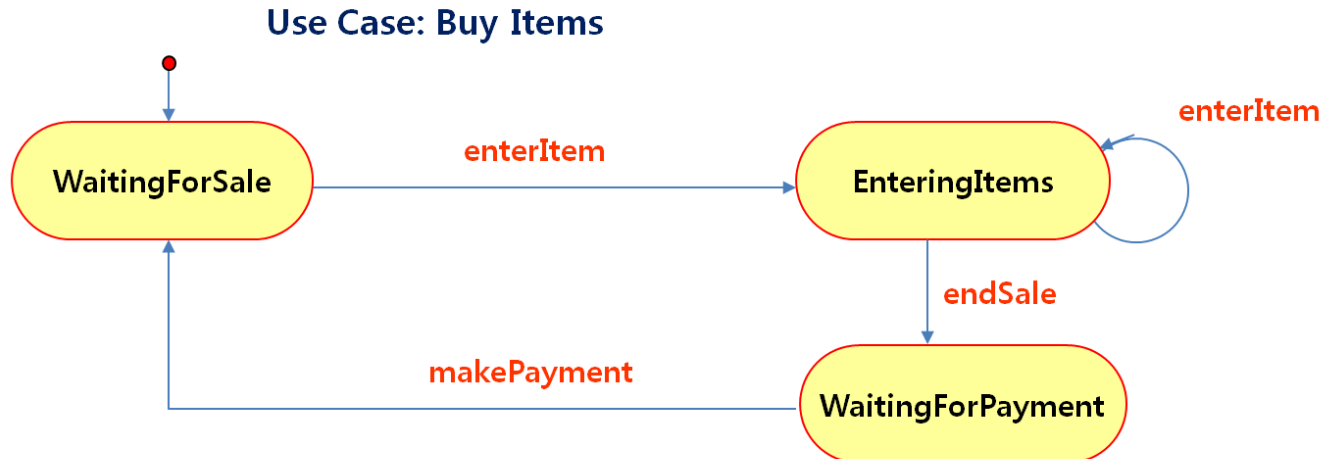 Use Case: Buy Items
enterItem
enterItem
WaitingForSale
EnteringItems
endSale
makePayment
WaitingForPayment